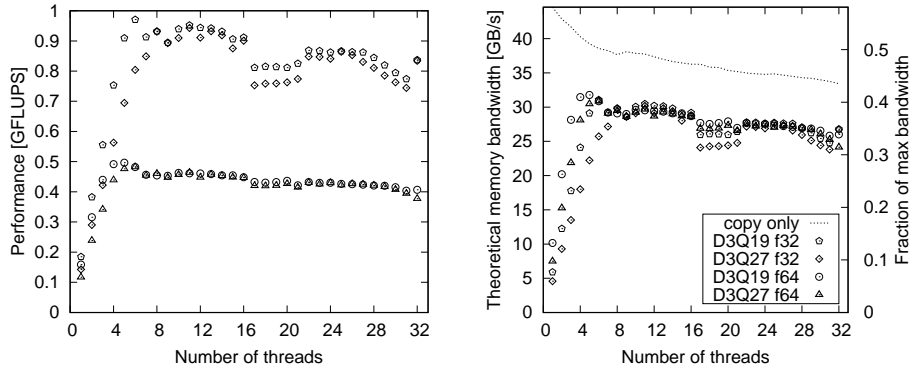 Performance [GFLUPS]
1
0.9
0.8
0.7
0.6
0.5
0.4
0.3
0.2
0.1
0
0 4 8 12 16 20 24 28 32
Number of threads
Theoretical memory bandwidth [GB/s]
40
35
30
25
20
15
10
5
0
0 4 8 12 16 20 24 28 32
Number of threads
copy only
D3Q19 f32
D3Q27 f32
D3Q19 f64
D3Q27 f64
0.5
0.4
0.3
0.2
0.1
0
Fraction of max bandwidth